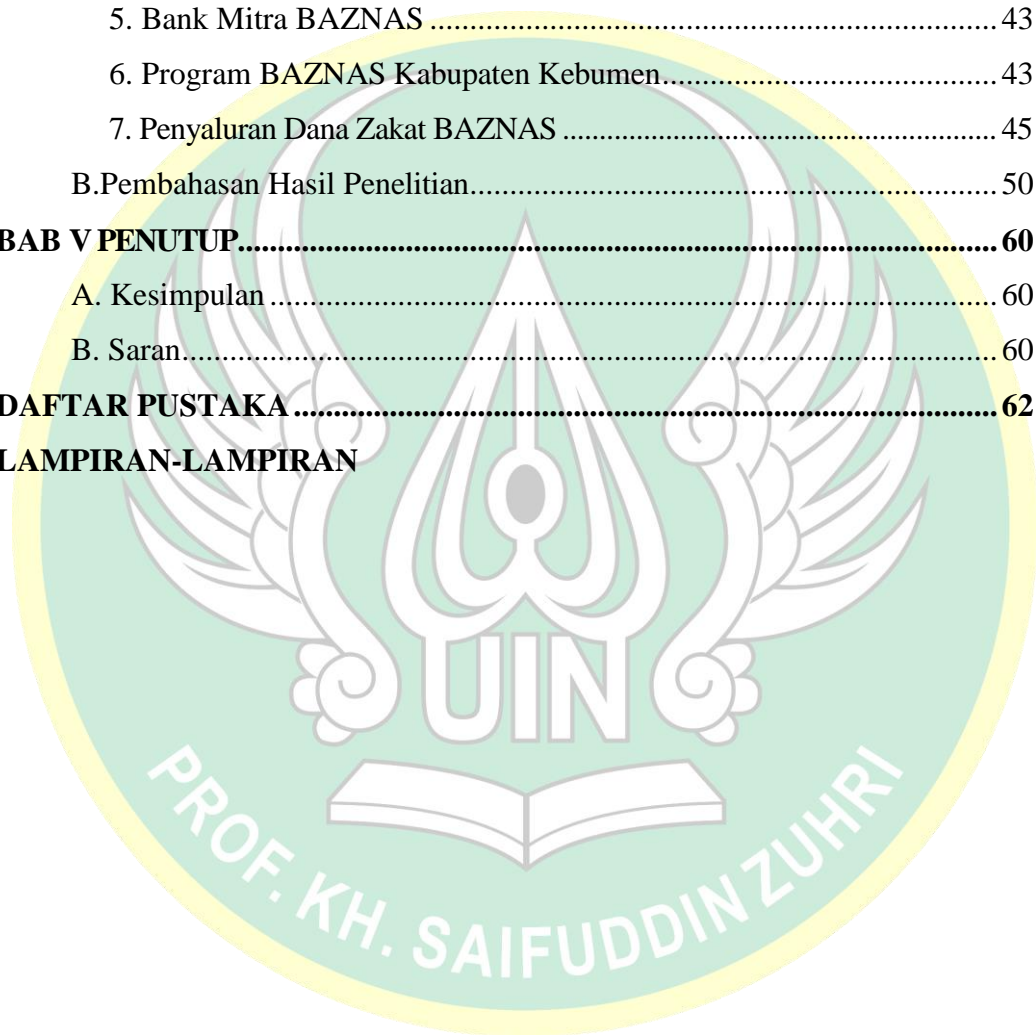 5. Bank Mitra BAZNAS ........................................................................ 43
6. Program BAZNAS Kabupaten Kebumen.......................................... 43
7. Penyaluran Dana Zakat BAZNAS ..................................................... 45
B.Pembahasan Hasil Penelitian................................................................... 50
BAB V PENUTUP................................................................................................ 60
A. Kesimpulan ............................................................................................ 60
B. Saran....................................................................................................... 60
DAFTAR PUSTAKA ......................................................................................... 62
LAMPIRAN-LAMPIRAN
UIN
PROF. KH. SAIFUDDIN ZUHRI